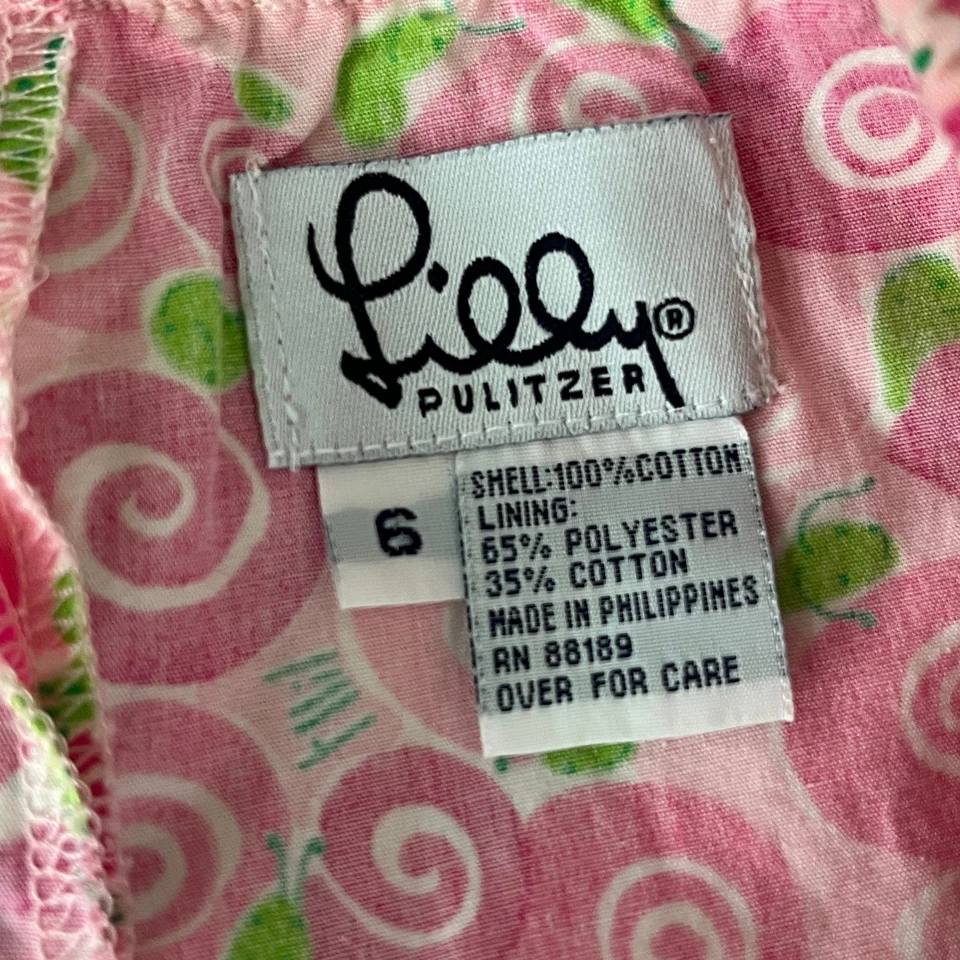 Lilly®
PULITZER
6
SHELL:100%COTTON
LINING:
65% POLYESTER
35% COTTON
MADE IN PHILIPPINES
RN 88189
OVER FOR CARE